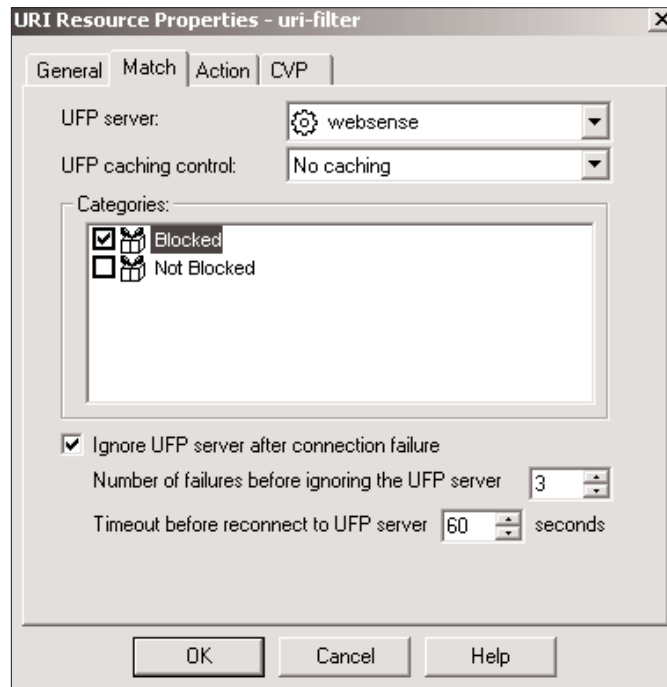 URI Resource Properties - uri-filter
General Match Action CVP
UFP server: websense
UFP caching control: No caching
Categories:
Blocked
Not Blocked
Ignore UFP server after connection failure
Number of failures before ignoring the UFP server 3
Timeout before reconnect to UFP server 60 seconds
OK Cancel Help